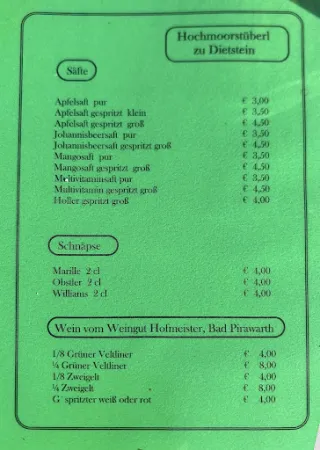 Hochmoorstüberl
zu Dietstein
Säfte
Apfelsaft pur € 3,00
Apfelsaft gespritzt klein € 3,50
Apfelsaft gespritzt groß € 4,50
Johannisbeersaft pur € 3,50
Johannisbeersaft gespritzt groß € 4,50
Mangosaft pur € 3,50
Mangosaft gespritzt groß € 4,50
Multivitaminsaft pur € 3,50
Multivitamin gespritzt groß € 4,50
Holler gspritzt groß € 4,00
Schnäpse
Marille 2 cl € 4,00
Obstler 2 cl € 4,00
Williams 2 cl € 4,00
Wein vom Weingut Hofmeister, Bad Pirawarth
1/8 Grüner Veltliner € 4,00
¼ Grüner Veltliner € 8,00
1/8 Zweigelt € 4,00
¼ Zweigelt € 8,00
G´spritzter weiß oder rot € 4,00